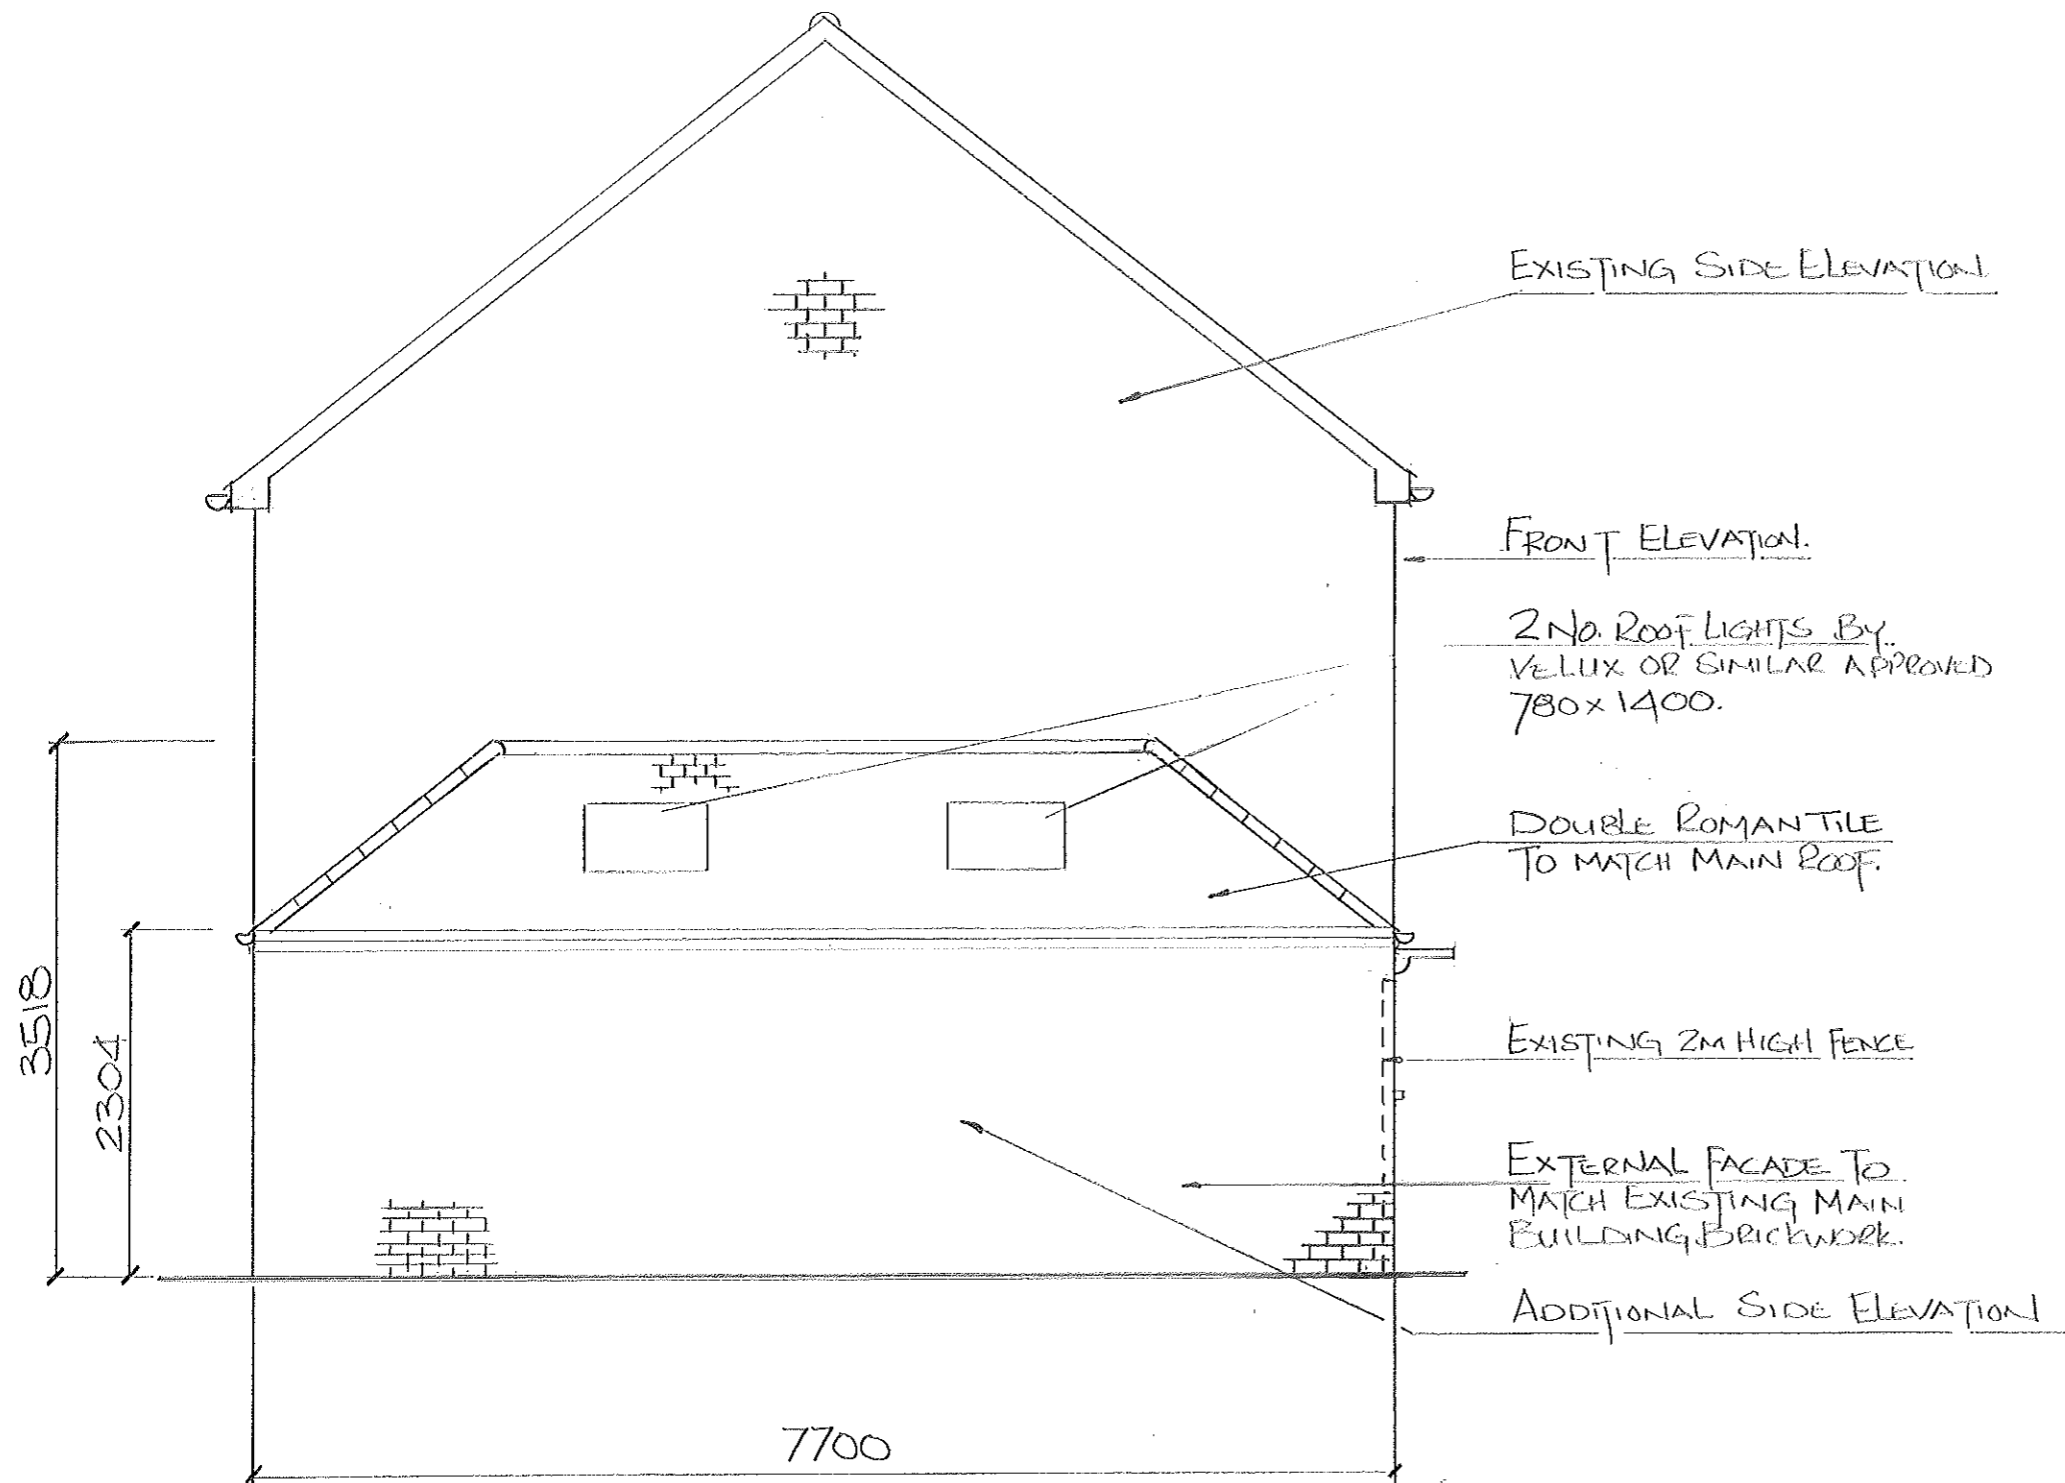 EXISTING SIDE ELEVATION
FRONT ELEVATION.
2 NO. ROOF LIGHTS BY
VELUX OR SIMILAR APPROVED
780 x 1400.
DOUBLE ROMAN TILE
TO MATCH MAIN ROOF.
3518
2304
EXISTING 2M HIGH FENCE
EXTERNAL FACADE TO
MATCH EXISTING MAIN
BUILDING BRICKWORK.
ADDITIONAL SIDE ELEVATION
7700